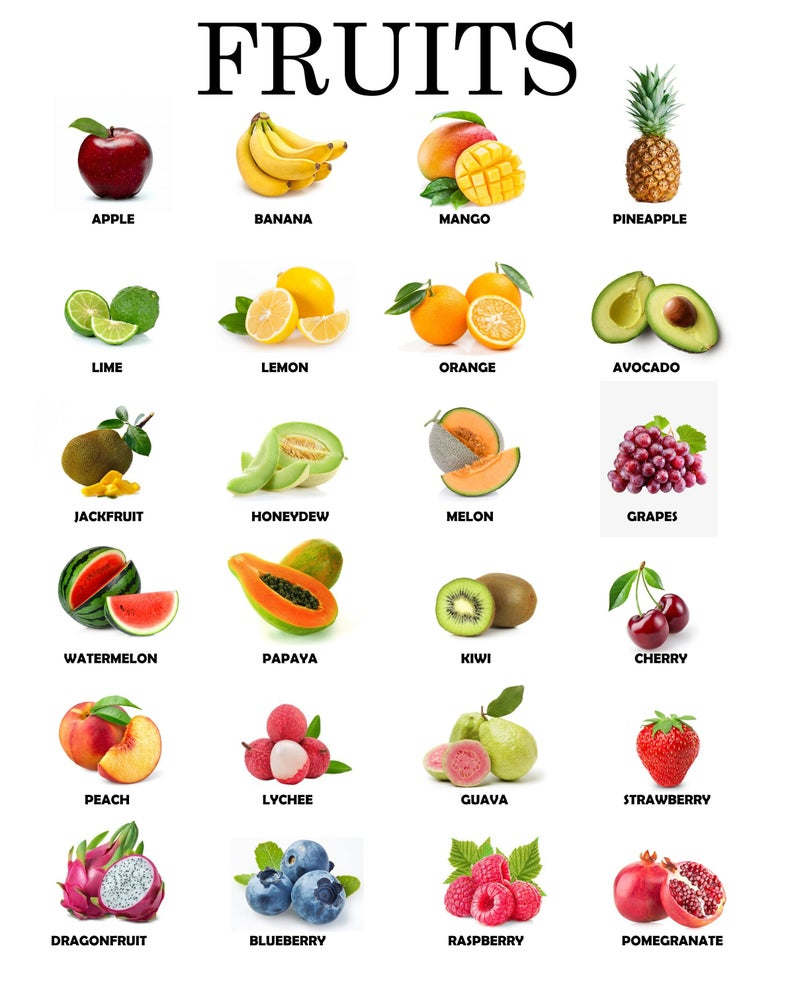 FRUITS
APPLE BANANA MANGO PINEAPPLE
LIME LEMON ORANGE AVOCADO
JACKFRUIT HONEYDEW MELON GRAPES
WATERMELON PAPAYA KIWI CHERRY
PEACH LYCHEE GUAVA STRAWBERRY
DRAGONFRUIT BLUEBERRY RASPBERRY POMEGRANATE